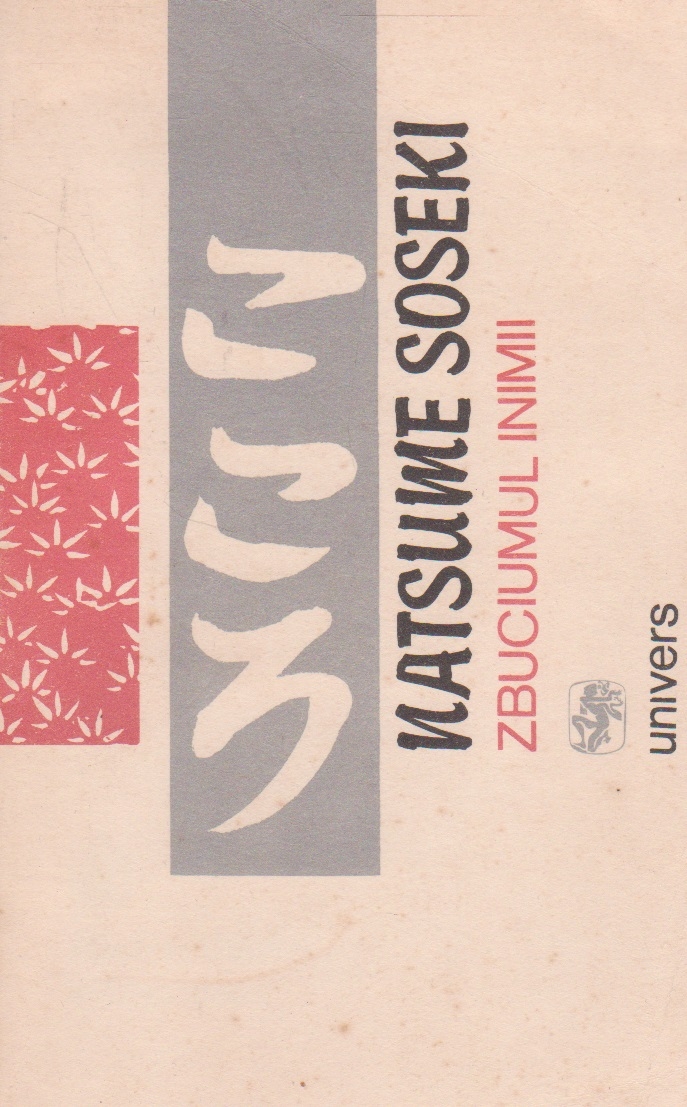 こころ
NATSUME SOSEKI
ZBUCIUMUL INIMII
univers